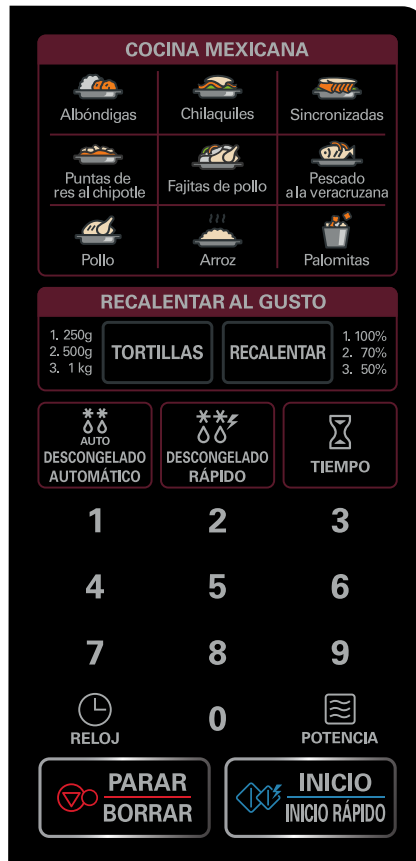 COCINA MEXICANA
Albóndigas
Chilaquiles
Sincronizadas
Puntas de
res al chipotle
Fajitas de pollo
Pescado
a la veracruzana
Pollo
Arroz
Palomitas
RECALENTAR AL GUSTO
1. 250g
2. 500g
3. 1 kg
TORTILLAS
RECALENTAR
1. 100%
2. 70%
3. 50%
AUTO
DESCONGELADO
AUTOMÁTICO
DESCONGELADO
RÁPIDO
TIEMPO
1 2 3
4 5 6
7 8 9
RELOJ
0
POTENCIA
PARAR
BORRAR
INICIO
INICIO RÁPIDO